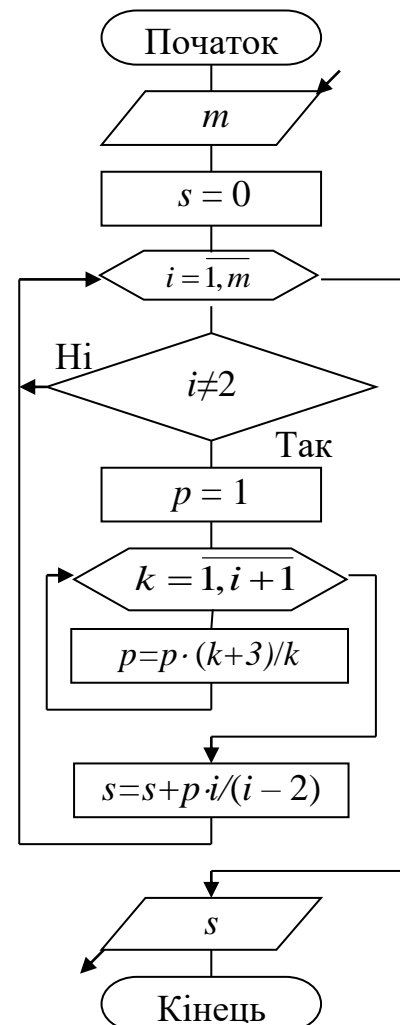 Початок
m
s = 0
i = 1, m
Ні
i≠2
Так
p = 1
k = 1, i + 1
p=p· (k+3)/k
s=s+p·i/(i – 2)
s
Кінець